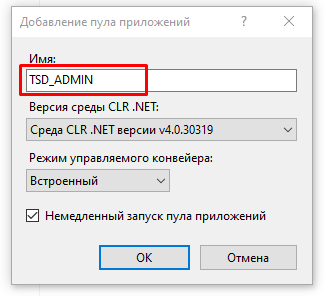 Добавление пула приложений
Имя:
TSD_ADMIN
Версия среды CLR .NET:
Среда CLR .NET версии v4.0.30319
Режим управляемого конвейера:
Встроенный
Немедленный запуск пула приложений
OK
Отмена